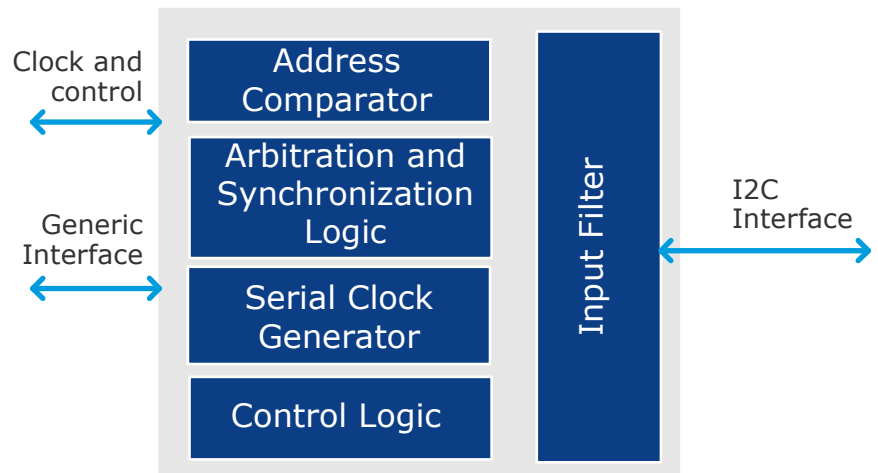 Clock and
control
Generic
Interface
Address
Comparator
Arbitration and
Synchronization
Logic
Serial Clock
Generator
Control Logic
Input Filter
I2C
Interface